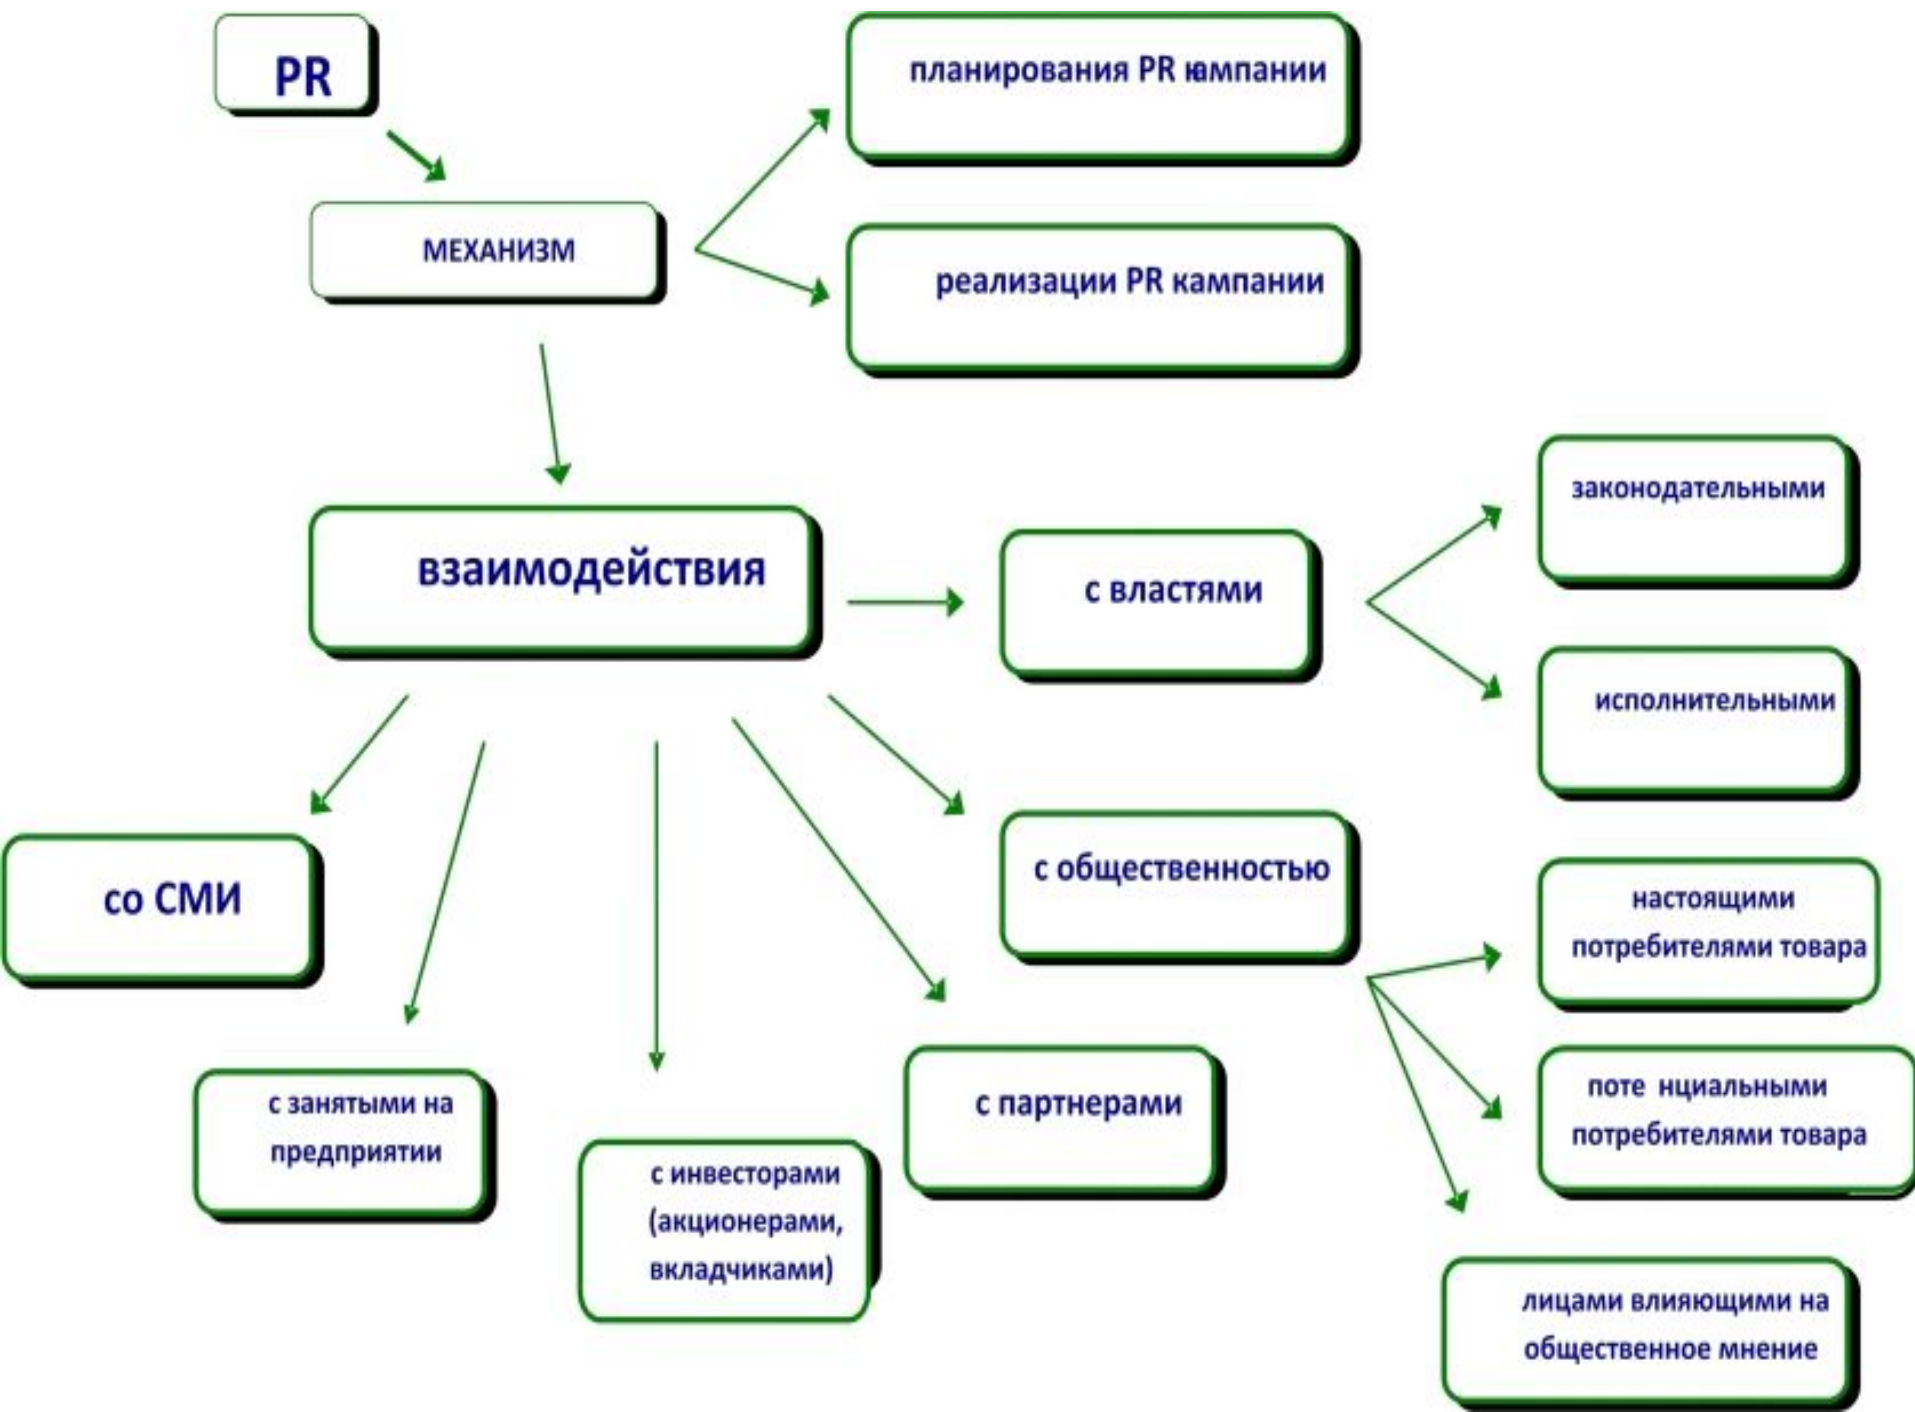 PR
планирования PR кампании
МЕХАНИЗМ
реализации PR кампании
законодательными
взаимодействия
с властями
исполнительными
со СМИ
с общественностью
настоящими
потребителями товара
с занятыми на
предприятии
с партнерами
поте нциальными
потребителями товара
с инвесторами
(акционерами,
вкладчиками)
лицами влияющими на
общественное мнение